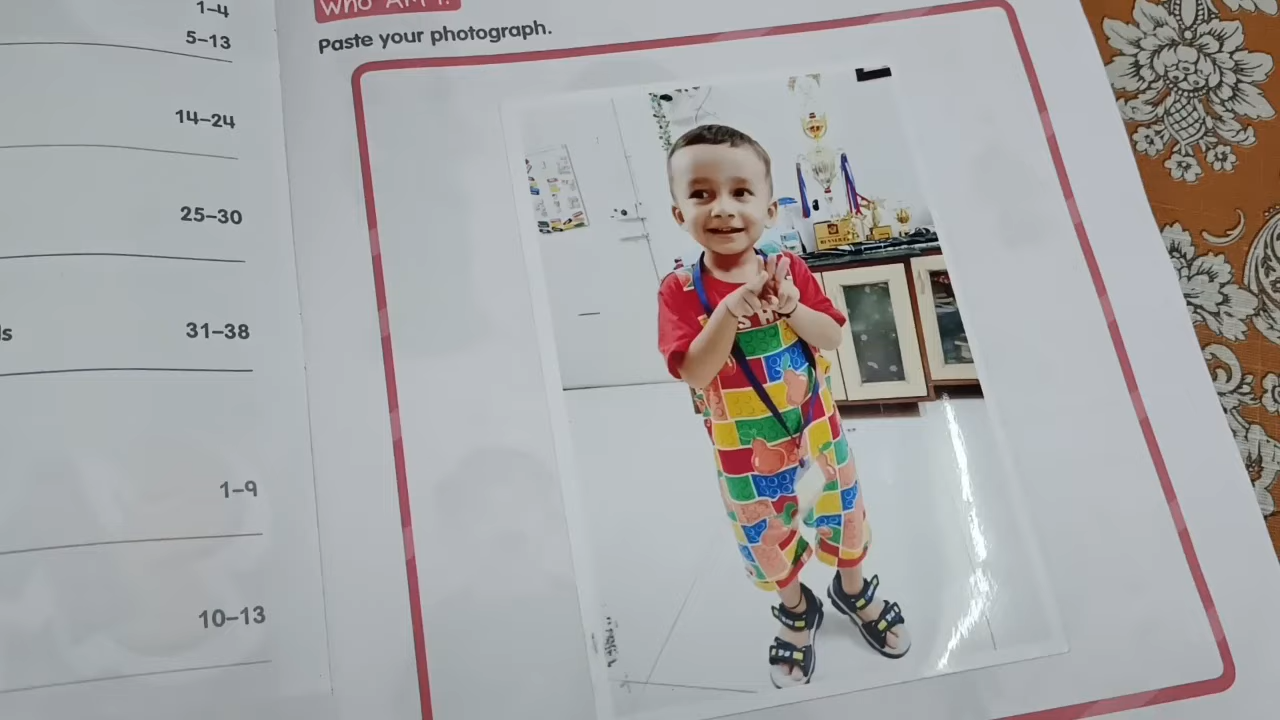 1–4
5–13
14–24
25–30
ls 31–38
1–9
10–13
Who Am I?
Paste your photograph.